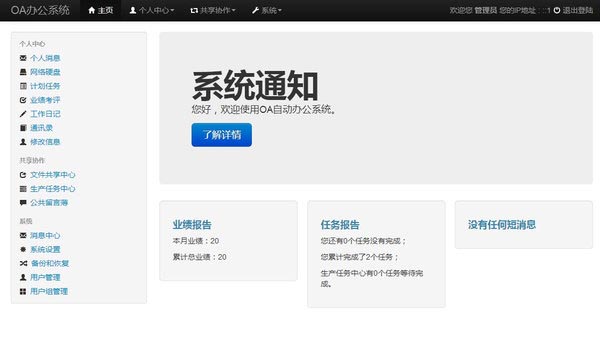 OA办公系统 主页 个人中心 共享协作 系统 欢迎您 管理员 您的IP地址：::1 退出登陆
个人中心
个人消息
网络硬盘
计划任务
业绩考评
工作日记
通讯录
修改信息
共享协作
文件共享中心
生产任务中心
公共留言薄
系统
消息中心
系统设置
备份和恢复
用户管理
用户组管理
系统通知
您好，欢迎使用OA自动办公系统。
了解详情
业绩报告
本月业绩：20
累计总业绩：20
任务报告
您还有0个任务没有完成；
您累计完成了2个任务；
生产任务中心有0个任务等待完
成。
没有任何短消息